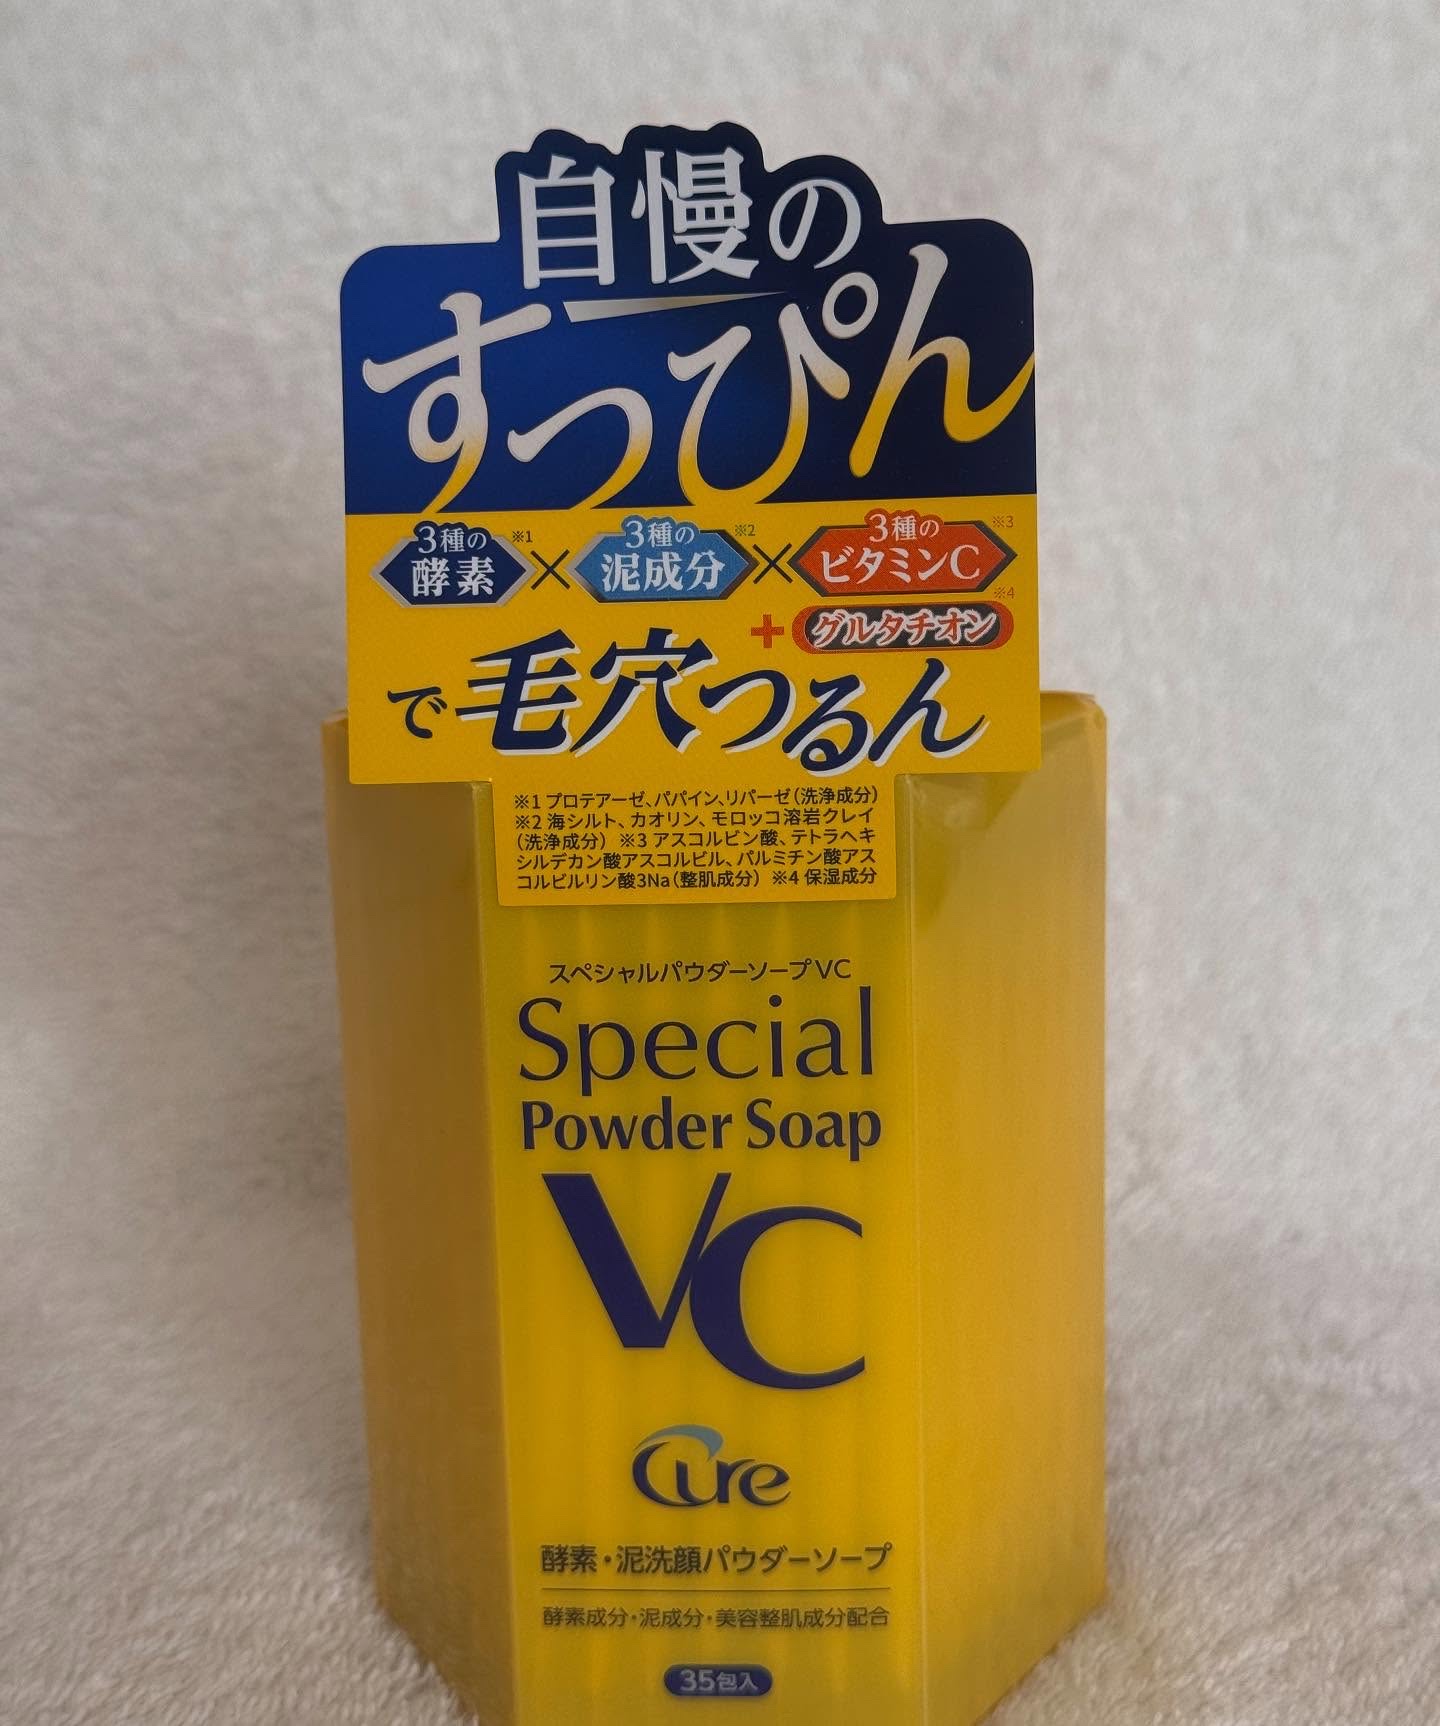 自慢の
すっぴん
3種の
酵素
※1
×
3種の
泥成分
※2
×
3種の
ビタミンC
※3
+
グルタチオン
※4
で毛穴つるん
※1 プロテアーゼ、パパイン、リパーゼ（洗浄成分）
※2 海シルト、カオリン、モロッコ溶岩クレイ
（洗浄成分） ※3 アスコルビン酸、テトラヘキ
シルデカン酸アスコルビル、パルミチン酸アス
コルビルリン酸3Na（整肌成分） ※4 保湿成分
スペシャルパウダーソープVC
Special
Powder Soap
VC
Cure
酵素・泥洗顔パウダーソープ
酵素成分・泥成分・美容整肌成分配合
35包入